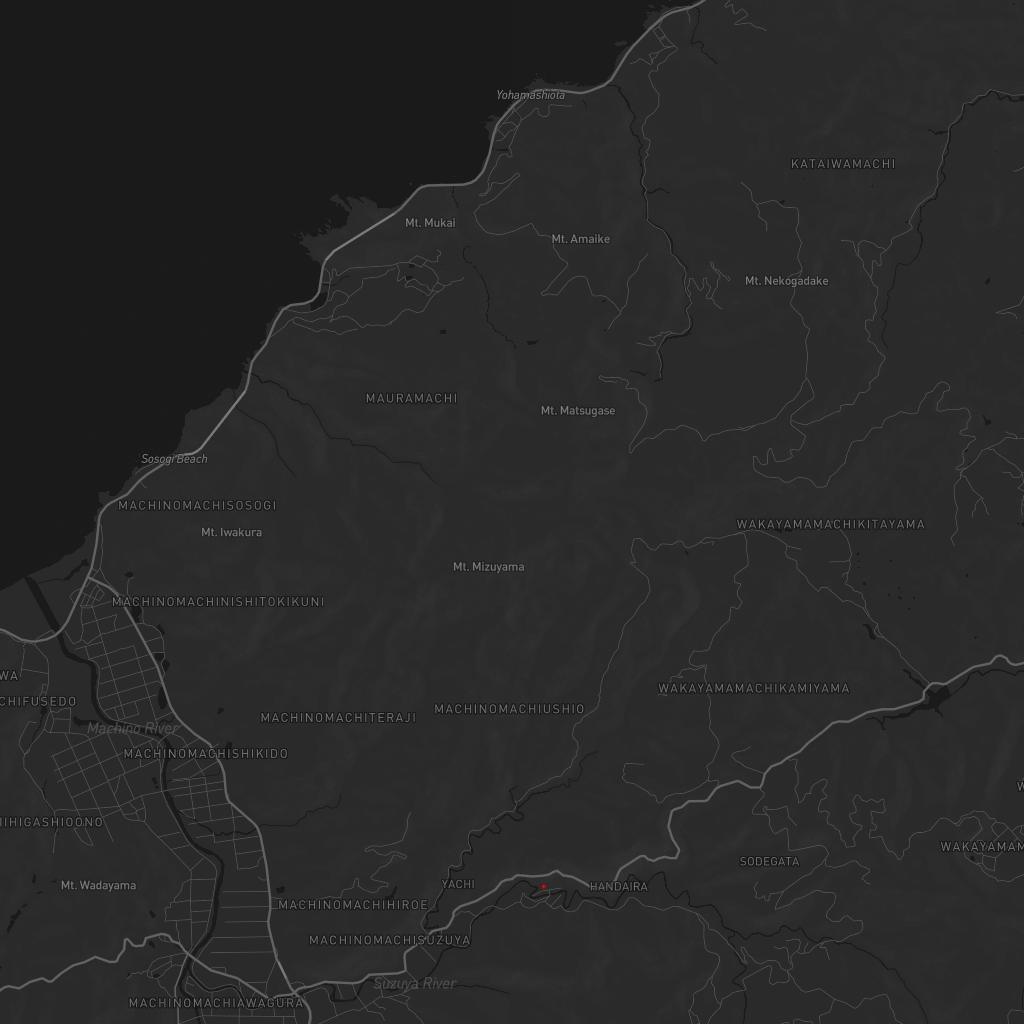 Yohamashiota
KATAIWAMACHI
Mt. Mukai
Mt. Amaike
Mt. Nekogadake
MAURAMACHI
Mt. Matsugase
Sosogi Beach
MACHINOMACHISOSOGI
Mt. Iwakura
WAKAYAMAMACHIKITAYAMA
Mt. Mizuyama
MACHINOMACHINISHITOKIKUNI
WA
CHIFUSEDO
WAKAYAMAMACHIKAMIYAMA
MACHINOMACHIUSHIO
MACHINOMACHITERAJI
Machino River
MACHINOMACHISHIKIDO
W
IIHIGASHIOONO
WAKAYAMAM
SODEGATA
Mt. Wadayama
YACHI
HANDAIRA
MACHINOMACHIHIROE
MACHINOMACHISUZUYA
Suzuya River
MACHINOMACHIAWAGURA